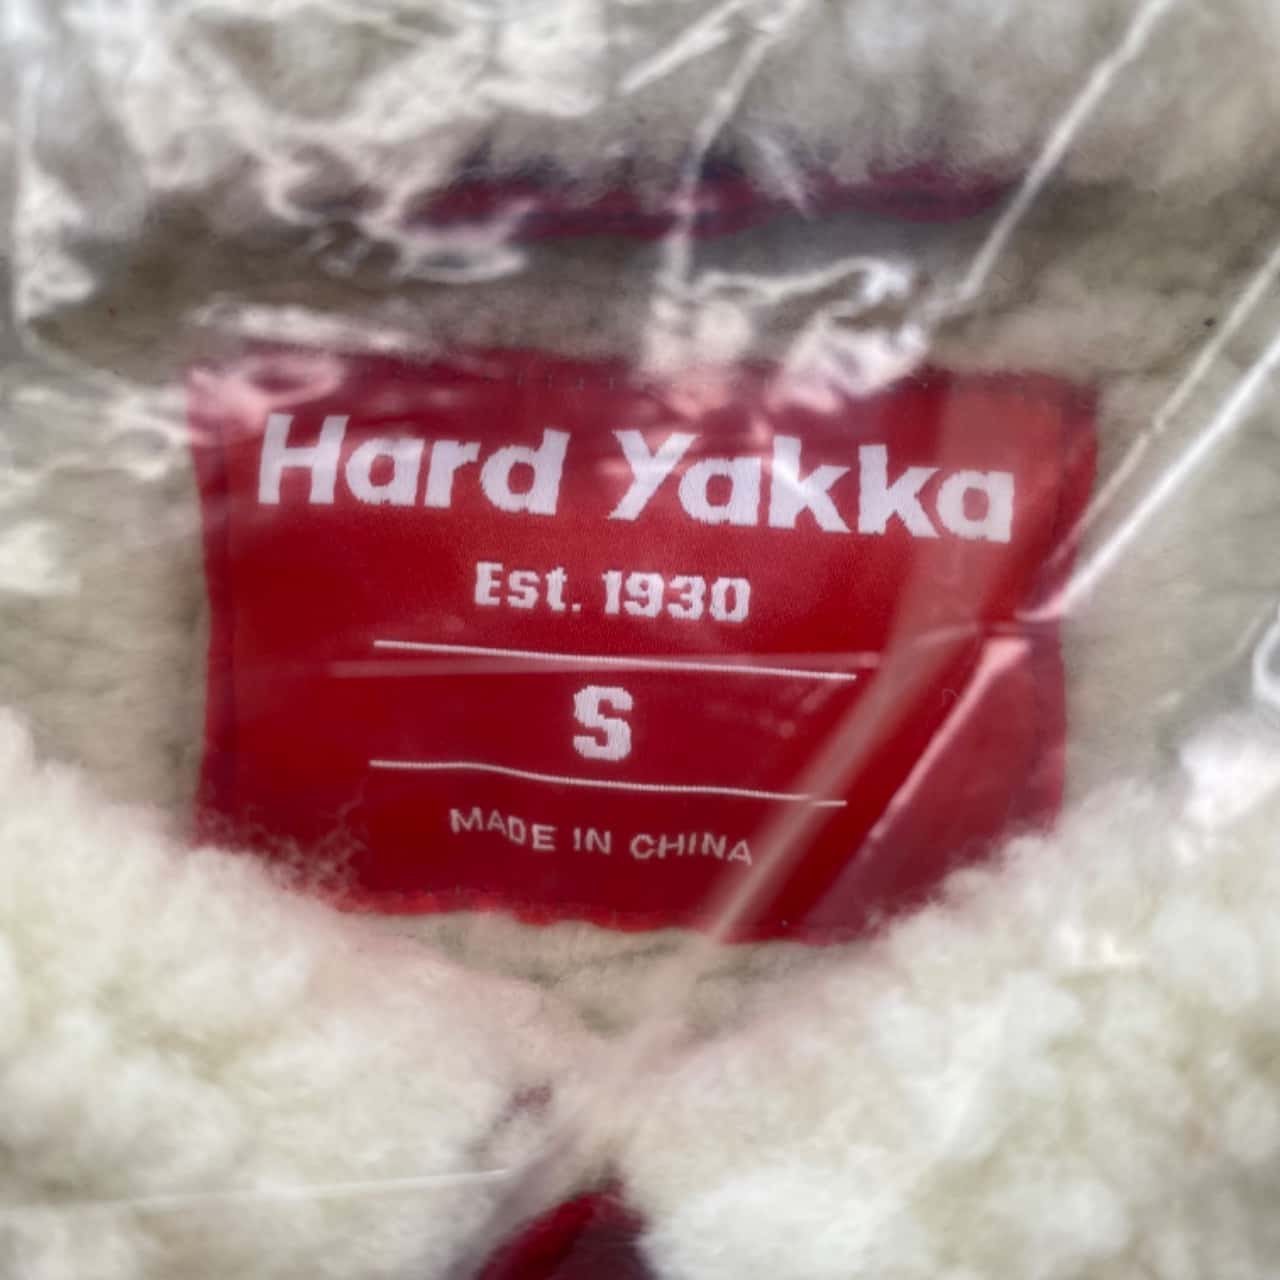 Hard Yakka
Est. 1930
S
MADE IN CHINA